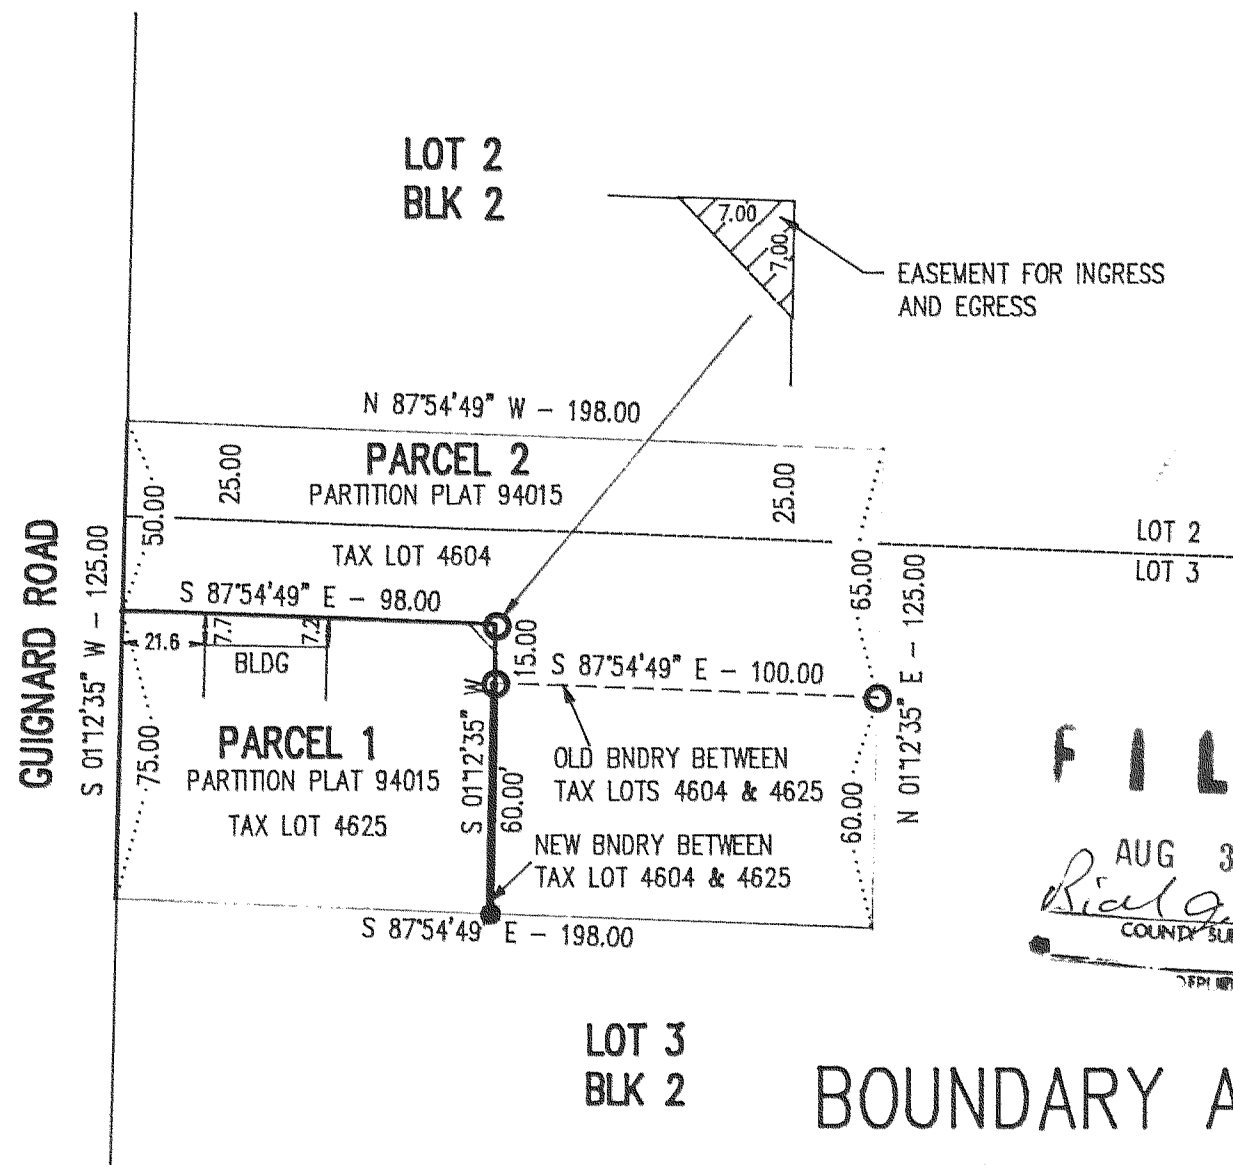 LOT 2
BLK 2
7.00
7.00
EASEMENT FOR INGRESS
AND EGRESS
N 87°54'49" W - 198.00
PARCEL 2
PARTITION PLAT 94015
25.00
25.00
50.00
TAX LOT 4604
LOT 2
LOT 3
GUIGNARD ROAD
S 01°12'35" W - 125.00
S 87°54'49" E - 98.00
21.6
7.7
7.2
BLDG
15.00
65.00
N 01°12'35" E - 125.00
S 87°54'49" E - 100.00
75.00
PARCEL 1
PARTITION PLAT 94015
TAX LOT 4625
S 01°12'35" W
60.00'
OLD BNDRY BETWEEN
TAX LOTS 4604 & 4625
60.00
NEW BNDRY BETWEEN
TAX LOT 4604 & 4625
S 87°54'49" E - 198.00
F I L
AUG 3
COUNTY SU
LOT 3
BLK 2
BOUNDARY A